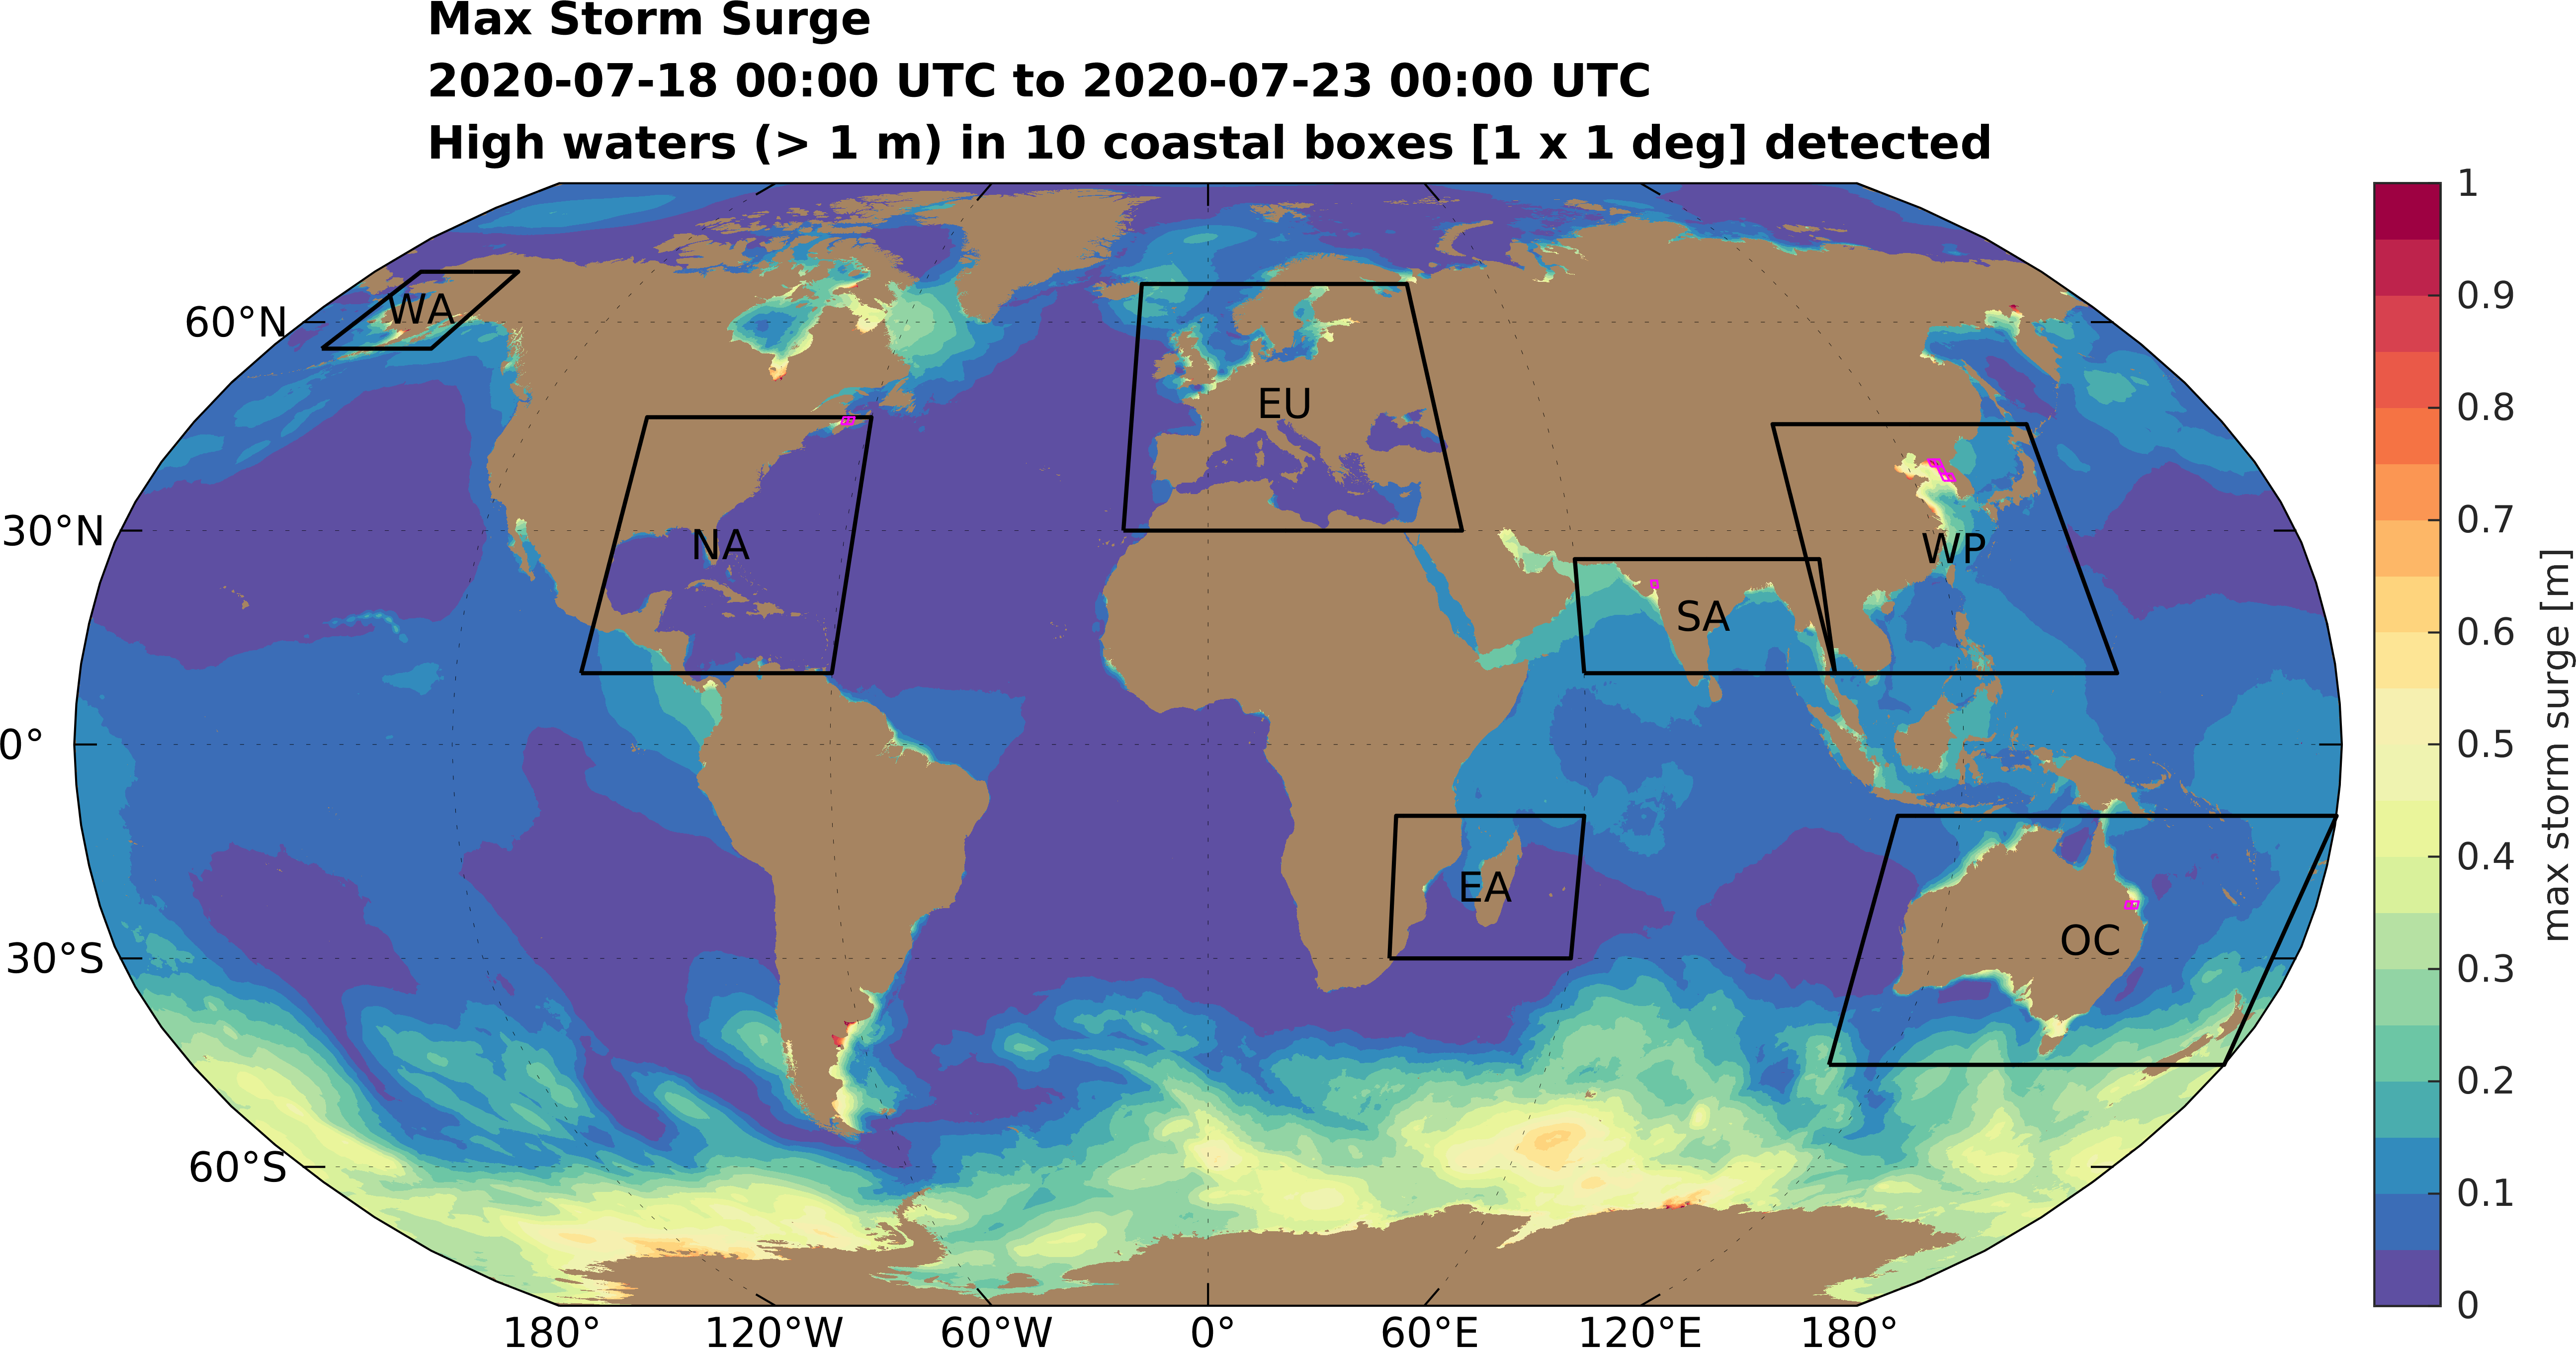 Max Storm Surge
2020-07-18 00:00 UTC to 2020-07-23 00:00 UTC
High waters (> 1 m) in 10 coastal boxes [1 x 1 deg] detected
WA
60°N
EU
NA
30°N
WP
SA
0°
EA
OC
30°S
60°S
180°
120°W
60°W
0°
60°E
120°E
180°
1
0.9
0.8
0.7
0.6
0.5
0.4
0.3
0.2
0.1
0
max storm surge [m]